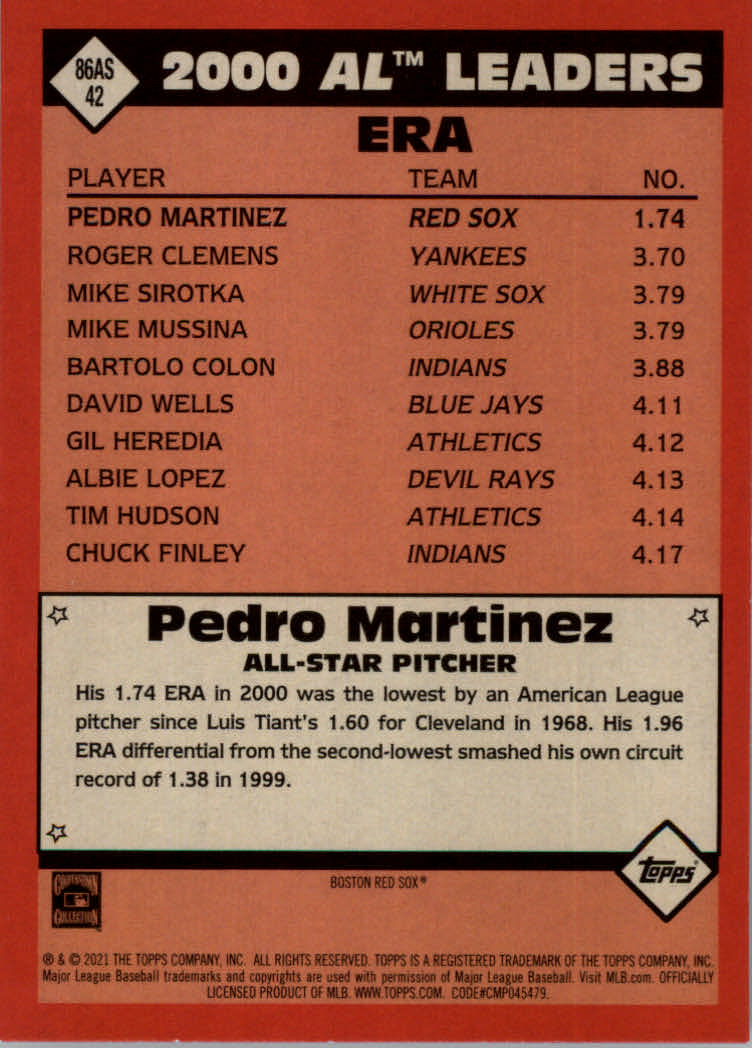 86AS
42
2000 AL™ LEADERS
ERA
PLAYER TEAM NO.
PEDRO MARTINEZ RED SOX 1.74
ROGER CLEMENS YANKEES 3.70
MIKE SIROTKA WHITE SOX 3.79
MIKE MUSSINA ORIOLES 3.79
BARTOLO COLON INDIANS 3.88
DAVID WELLS BLUE JAYS 4.11
GIL HEREDIA ATHLETICS 4.12
ALBIE LOPEZ DEVIL RAYS 4.13
TIM HUDSON ATHLETICS 4.14
CHUCK FINLEY INDIANS 4.17
Pedro Martinez
ALL-STAR PITCHER
His 1.74 ERA in 2000 was the lowest by an American League
pitcher since Luis Tiant's 1.60 for Cleveland in 1968. His 1.96
ERA differential from the second-lowest smashed his own circuit
record of 1.38 in 1999.
Topps®
COOPERSTOWN
COLLECTION
BOSTON RED SOX®
® & © 2021 THE TOPPS COMPANY, INC. ALL RIGHTS RESERVED. TOPPS IS A REGISTERED TRADEMARK OF THE TOPPS COMPANY, INC.
Major League Baseball trademarks and copyrights are used with permission of Major League Baseball. Visit MLB.com. OFFICIALLY
LICENSED PRODUCT OF MLB. WWW.TOPPS.COM. CODE#CMP045479.